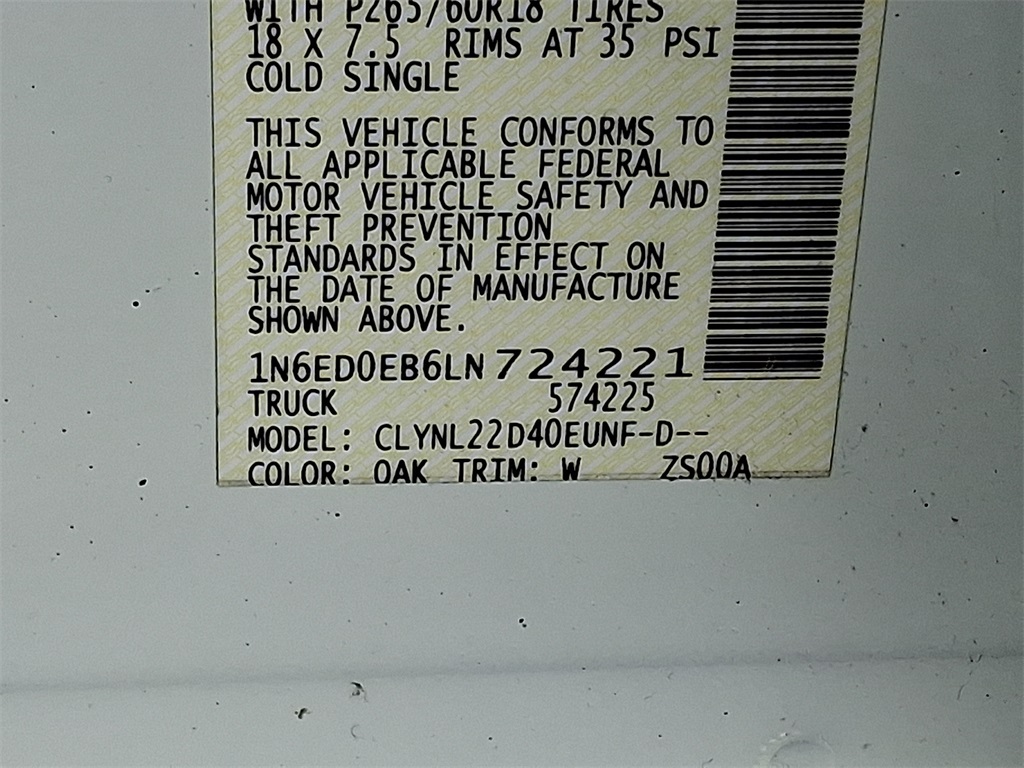 WITH P265/60R18 TIRES
18 X 7.5 RIMS AT 35 PSI
COLD SINGLE
THIS VEHICLE CONFORMS TO
ALL APPLICABLE FEDERAL
MOTOR VEHICLE SAFETY AND
THEFT PREVENTION
STANDARDS IN EFFECT ON
THE DATE OF MANUFACTURE
SHOWN ABOVE.
1N6ED0EB6LN724221
TRUCK 574225
MODEL: CLYNL22D40EUNF-D--
COLOR: QAK TRIM: W ZS00A